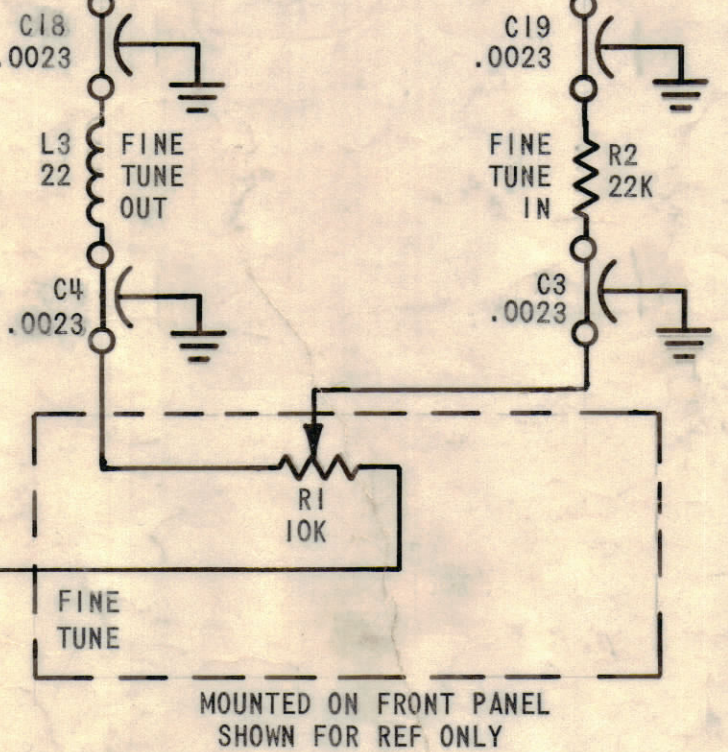 C18
.0023
C19
.0023
L3
22
FINE
TUNE
OUT
FINE
TUNE
IN
R2
22K
C4
.0023
C3
.0023
R1
10K
FINE
TUNE
MOUNTED ON FRONT PANEL
SHOWN FOR REF ONLY